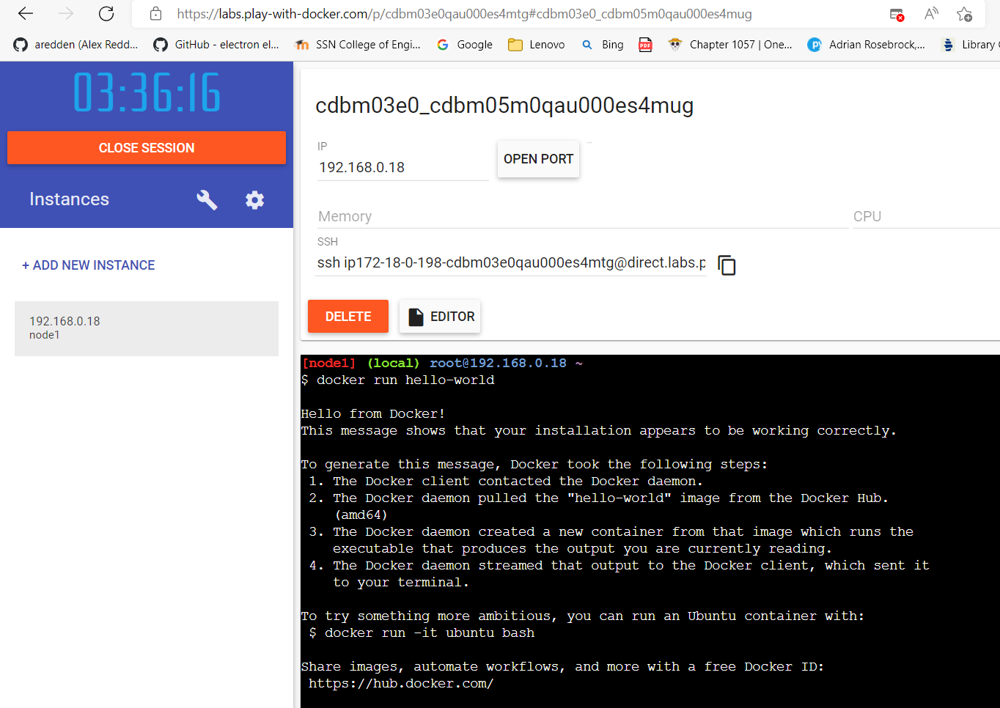 https://labs.play-with-docker.com/p/cdbm03e0qau000es4mtg#cdbm03e0_cdbm05m0qau000es4mug
aredden (Alex Redd... GitHub - electron el... SSN College of Engi... Google Lenovo Bing PDF Chapter 1057 | One... Adrian Rosebrock,... Library
03:36:16
CLOSE SESSION
Instances
+ ADD NEW INSTANCE
192.168.0.18
node1
cdbm03e0_cdbm05m0qau000es4mug
IP
192.168.0.18
OPEN PORT
Memory
CPU
SSH
ssh ip172-18-0-198-cdbm03e0qau000es4mtg@direct.labs.p
DELETE
EDITOR
[node1] (local) root@192.168.0.18 ~
$ docker run hello-world
Hello from Docker!
This message shows that your installation appears to be working correctly.
To generate this message, Docker took the following steps:
1. The Docker client contacted the Docker daemon.
2. The Docker daemon pulled the "hello-world" image from the Docker Hub.
(amd64)
3. The Docker daemon created a new container from that image which runs the
executable that produces the output you are currently reading.
4. The Docker daemon streamed that output to the Docker client, which sent it
to your terminal.
To try something more ambitious, you can run an Ubuntu container with:
$ docker run -it ubuntu bash
Share images, automate workflows, and more with a free Docker ID:
https://hub.docker.com/